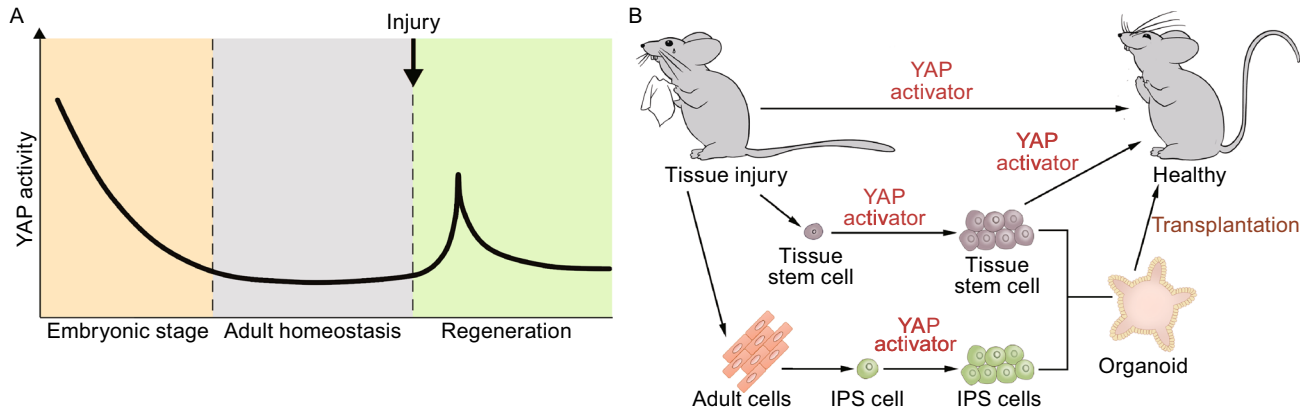 A
Injury
YAP activity
Embryonic stage
Adult homeostasis
Regeneration
B
YAP
activator
YAP
activator
Tissue injury
Healthy
YAP
activator
Transplantation
Tissue
stem cell
Tissue
stem cell
YAP
activator
Organoid
Adult cells
IPS cell
IPS cells